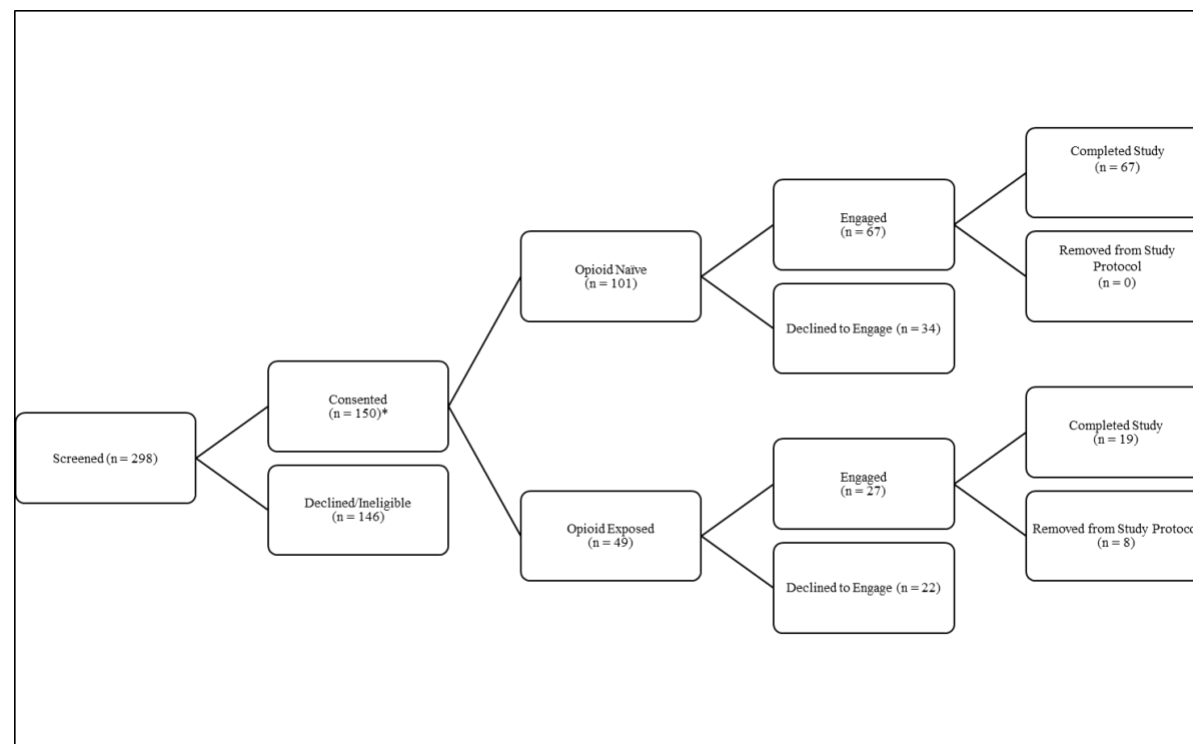 Screened (n = 298)
Consented
(n = 150)*
Declined/Ineligible
(n = 146)
Opioid Naïve
(n = 101)
Opioid Exposed
(n = 49)
Engaged
(n = 67)
Declined to Engage (n = 34)
Engaged
(n = 27)
Declined to Engage (n = 22)
Completed Study
(n = 67)
Removed from Study
Protocol
(n = 0)
Completed Study
(n = 19)
Removed from Study Protoco
(n = 8)